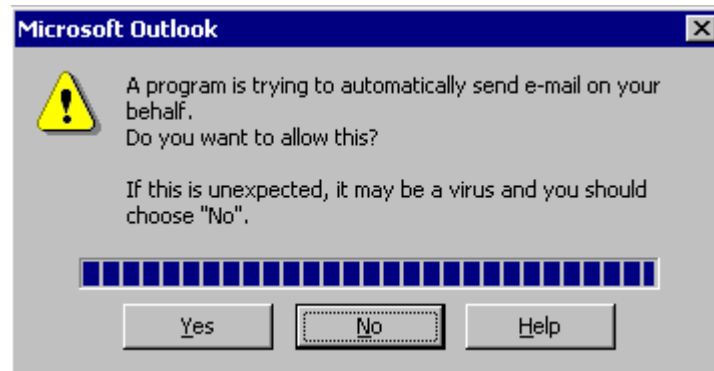 Microsoft Outlook
A program is trying to automatically send e-mail on your
behalf.
Do you want to allow this?
If this is unexpected, it may be a virus and you should
choose "No".
Yes
No
Help